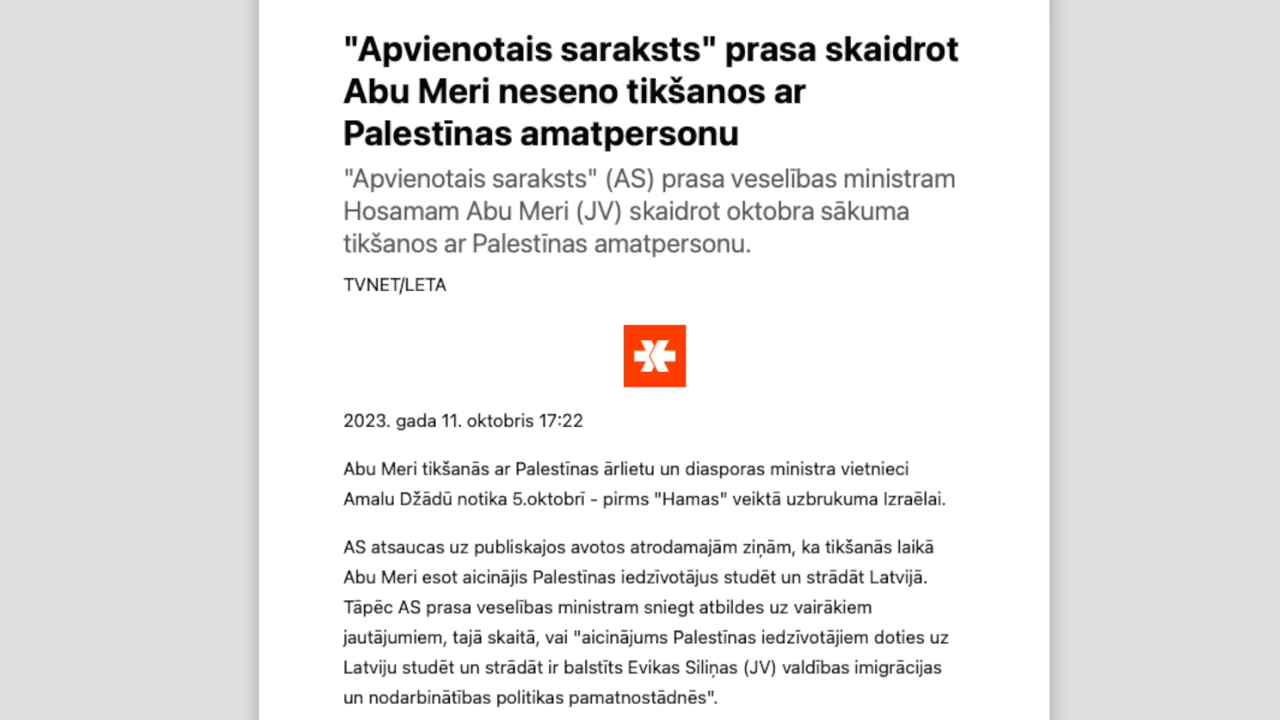 "Apvienotais saraksts" prasa skaidrot
Abu Meri neseno tikšanos ar
Palestīnas amatpersonu
"Apvienotais saraksts" (AS) prasa veselības ministram
Hosamam Abu Meri (JV) skaidrot oktobra sākuma
tikšanos ar Palestīnas amatpersonu.
TVNET/LETA
2023. gada 11. oktobris 17:22
Abu Meri tikšanās ar Palestīnas ārlietu un diasporas ministra vietnieci
Amalu Džādū notika 5.oktobrī - pirms "Hamas" veiktā uzbrukuma Izraēlai.
AS atsaucas uz publiskajos avotos atrodamajām ziņām, ka tikšanās laikā
Abu Meri esot aicinājis Palestīnas iedzīvotājus studēt un strādāt Latvijā.
Tāpēc AS prasa veselības ministram sniegt atbildes uz vairākiem
jautājumiem, tajā skaitā, vai "aicinājums Palestīnas iedzīvotājiem doties uz
Latviju studēt un strādāt ir balstīts Evikas Siliņas (JV) valdības imigrācijas
un nodarbinātības politikas pamatnostādnēs".